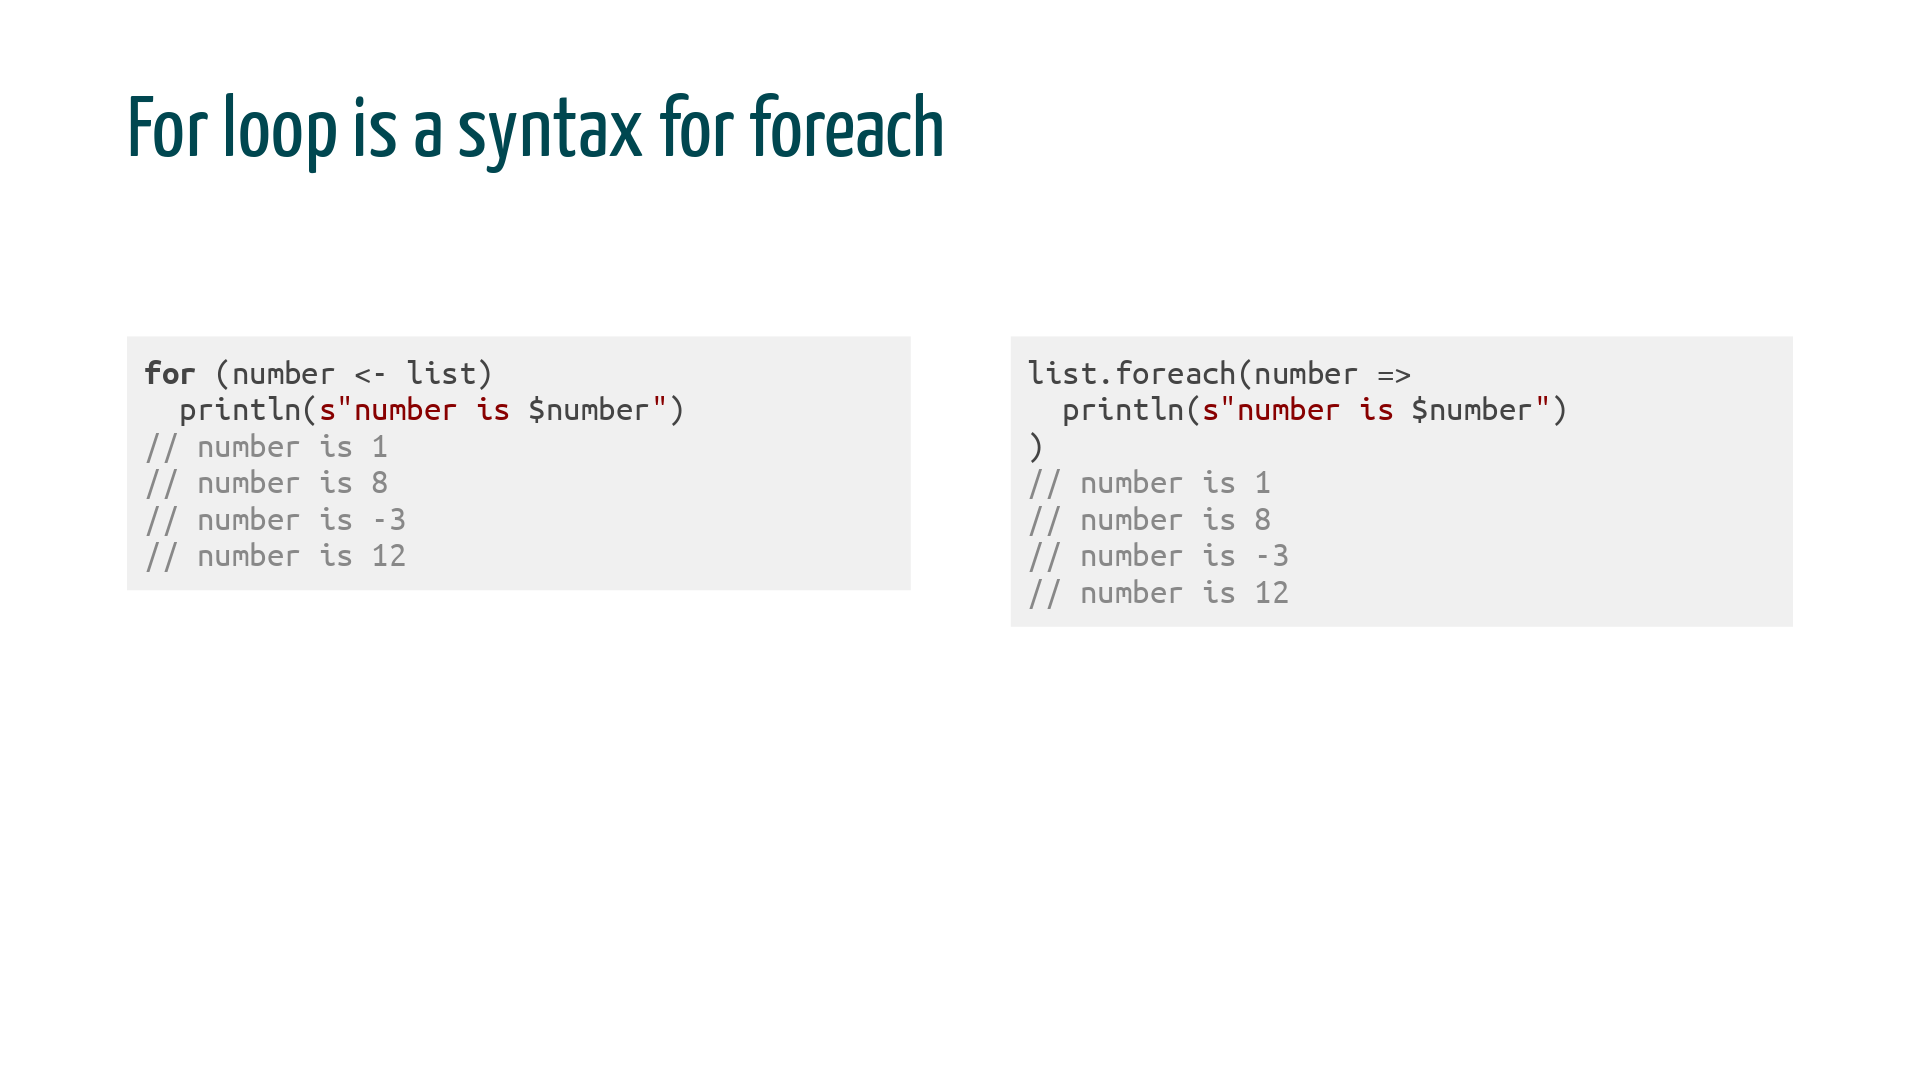 For loop is a syntax for foreach
for (number <- list)
  println(s"number is $number")
// number is 1
// number is 8
// number is -3
// number is 12
list.foreach(number =>
  println(s"number is $number")
)
// number is 1
// number is 8
// number is -3
// number is 12